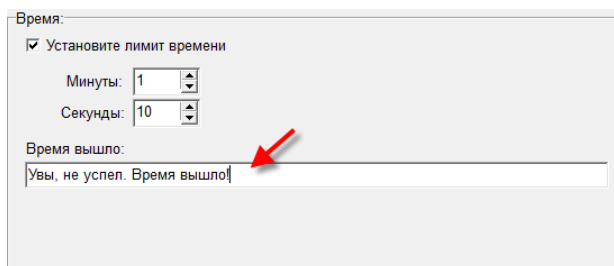 Время:
Установите лимит времени
Минуты: 1
Секунды: 10
Время вышло:
Увы, не успел. Время вышло!